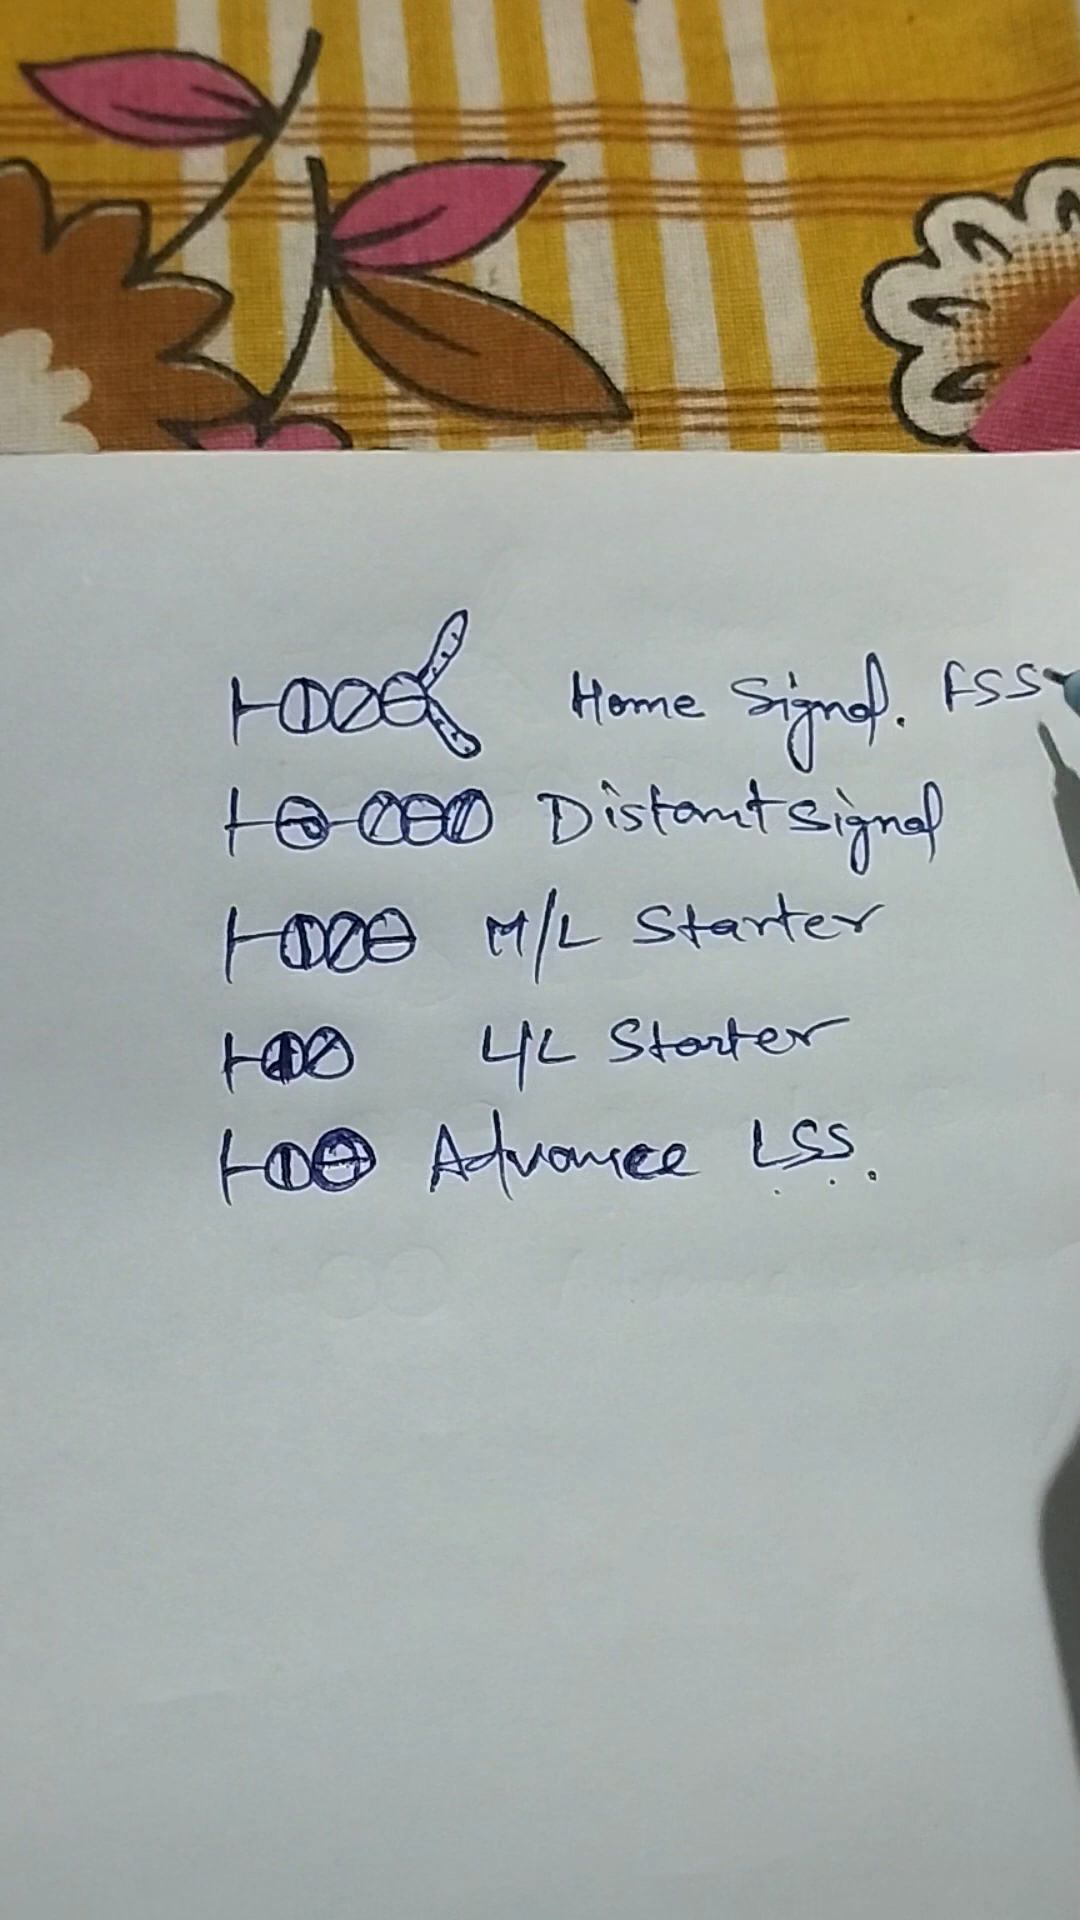 Home Signal. FSS
Distant Signal
M/L Starter
L/L Starter
Advance LSS.